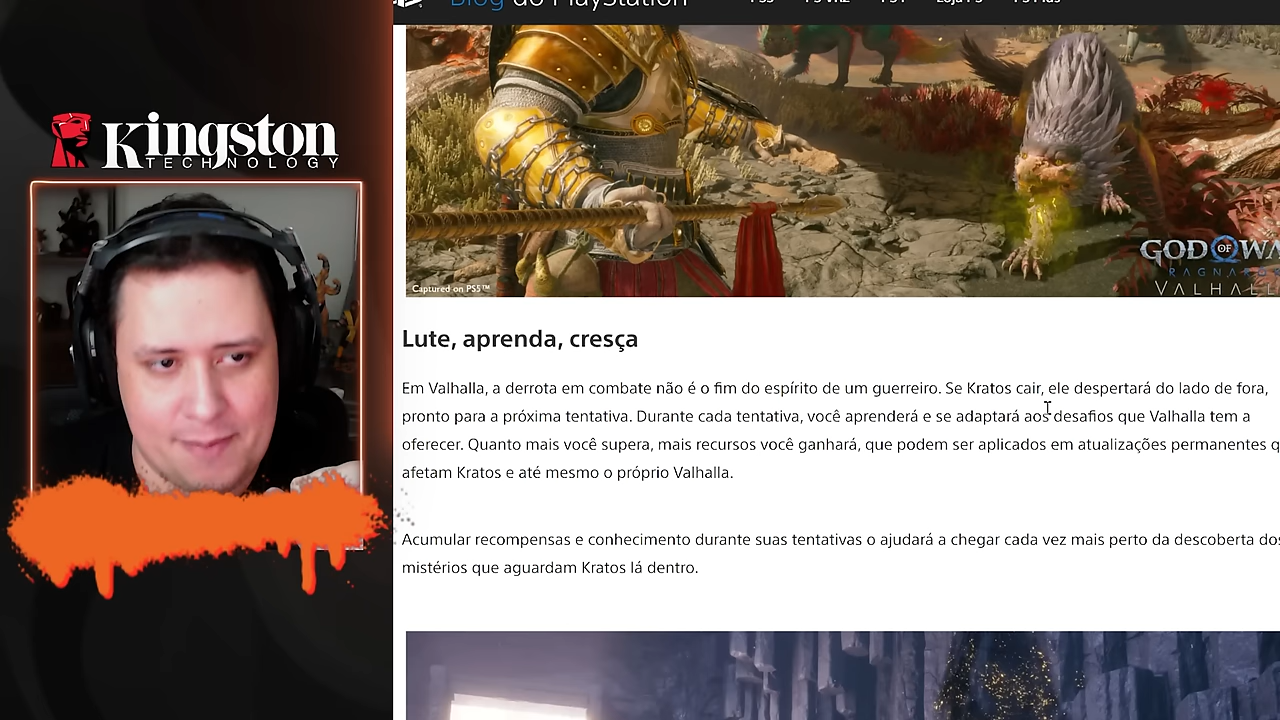 Kingston
TECHNOLOGY
Blog do PlayStation
Captured on PS5™
GOD OF WA
RAGNARÖ
VALHALL
Lute, aprenda, cresça
Em Valhalla, a derrota em combate não é o fim do espírito de um guerreiro. Se Kratos cair, ele despertará do lado de fora,
pronto para a próxima tentativa. Durante cada tentativa, você aprenderá e se adaptará aos desafios que Valhalla tem a
oferecer. Quanto mais você supera, mais recursos você ganhará, que podem ser aplicados em atualizações permanentes q
afetam Kratos e até mesmo o próprio Valhalla.
Acumular recompensas e conhecimento durante suas tentativas o ajudará a chegar cada vez mais perto da descoberta dos
mistérios que aguardam Kratos lá dentro.